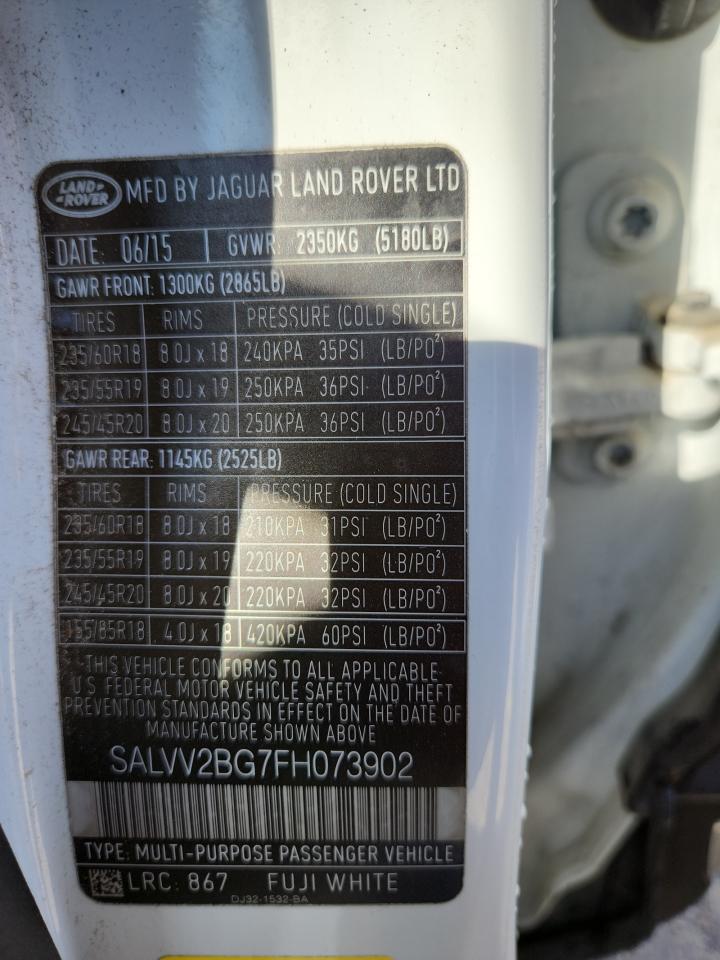 LAND ROVER MFD BY JAGUAR LAND ROVER LTD
DATE: 06/15 GVWR: 2350KG (5180LB)
GAWR FRONT: 1300KG (2865LB)
TIRES RIMS PRESSURE (COLD SINGLE)
235/60R18 8.0J x 18 240KPA 35PSI (LB/PO²)
235/55R19 8.0J x 19 250KPA 36PSI (LB/PO²)
245/45R20 8.0J x 20 250KPA 36PSI (LB/PO²)
GAWR REAR: 1145KG (2525LB)
TIRES RIMS PRESSURE (COLD SINGLE)
235/60R18 8.0J x 18 210KPA 31PSI (LB/PO²)
235/55R19 8.0J x 19 220KPA 32PSI (LB/PO²)
245/45R20 8.0J x 20 220KPA 32PSI (LB/PO²)
155/85R18 4.0J x 18 420KPA 60PSI (LB/PO²)
THIS VEHICLE CONFORMS TO ALL APPLICABLE
U.S. FEDERAL MOTOR VEHICLE SAFETY AND THEFT
PREVENTION STANDARDS IN EFFECT ON THE DATE OF
MANUFACTURE SHOWN ABOVE
SALVV2BG7FH073902
TYPE: MULTI-PURPOSE PASSENGER VEHICLE
LRC: 867 FUJI WHITE
DJ32-1532-BA